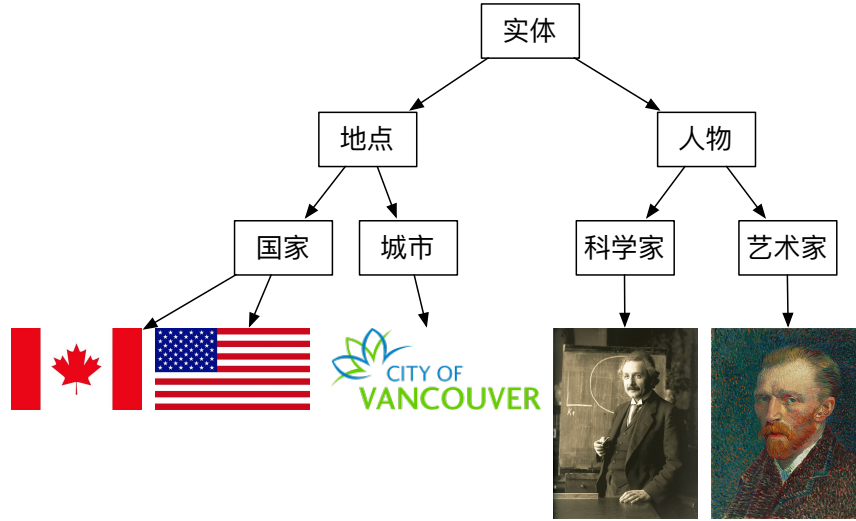 实体
地点
人物
国家
城市
科学家
艺术家
CITY OF
VANCOUVER